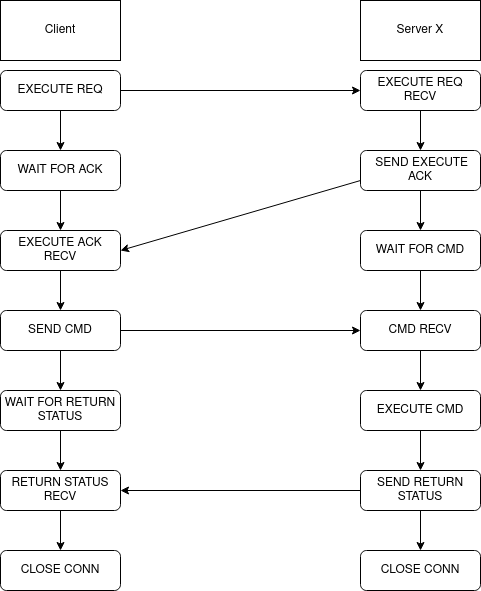 Client
Server X
EXECUTE REQ
EXECUTE REQ
RECV
WAIT FOR ACK
SEND EXECUTE
ACK
EXECUTE ACK
RECV
WAIT FOR CMD
SEND CMD
CMD RECV
WAIT FOR RETURN
STATUS
EXECUTE CMD
RETURN STATUS
RECV
SEND RETURN
STATUS
CLOSE CONN
CLOSE CONN